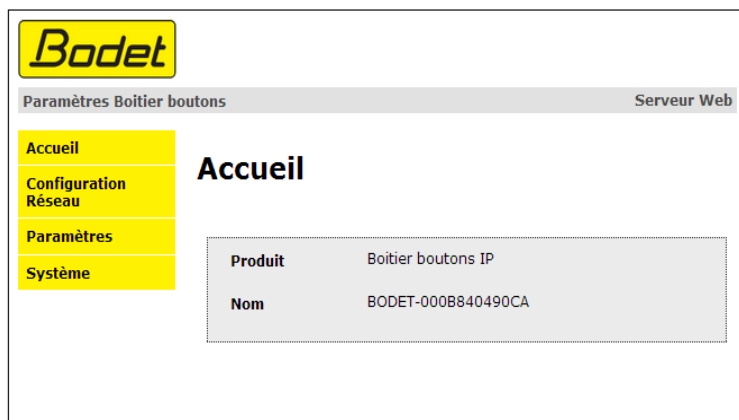 Bodet
Paramètres Boitier boutons Serveur Web
Accueil
Configuration
Réseau
Paramètres
Système
Accueil
Produit Boitier boutons IP
Nom BODET-000B840490CA